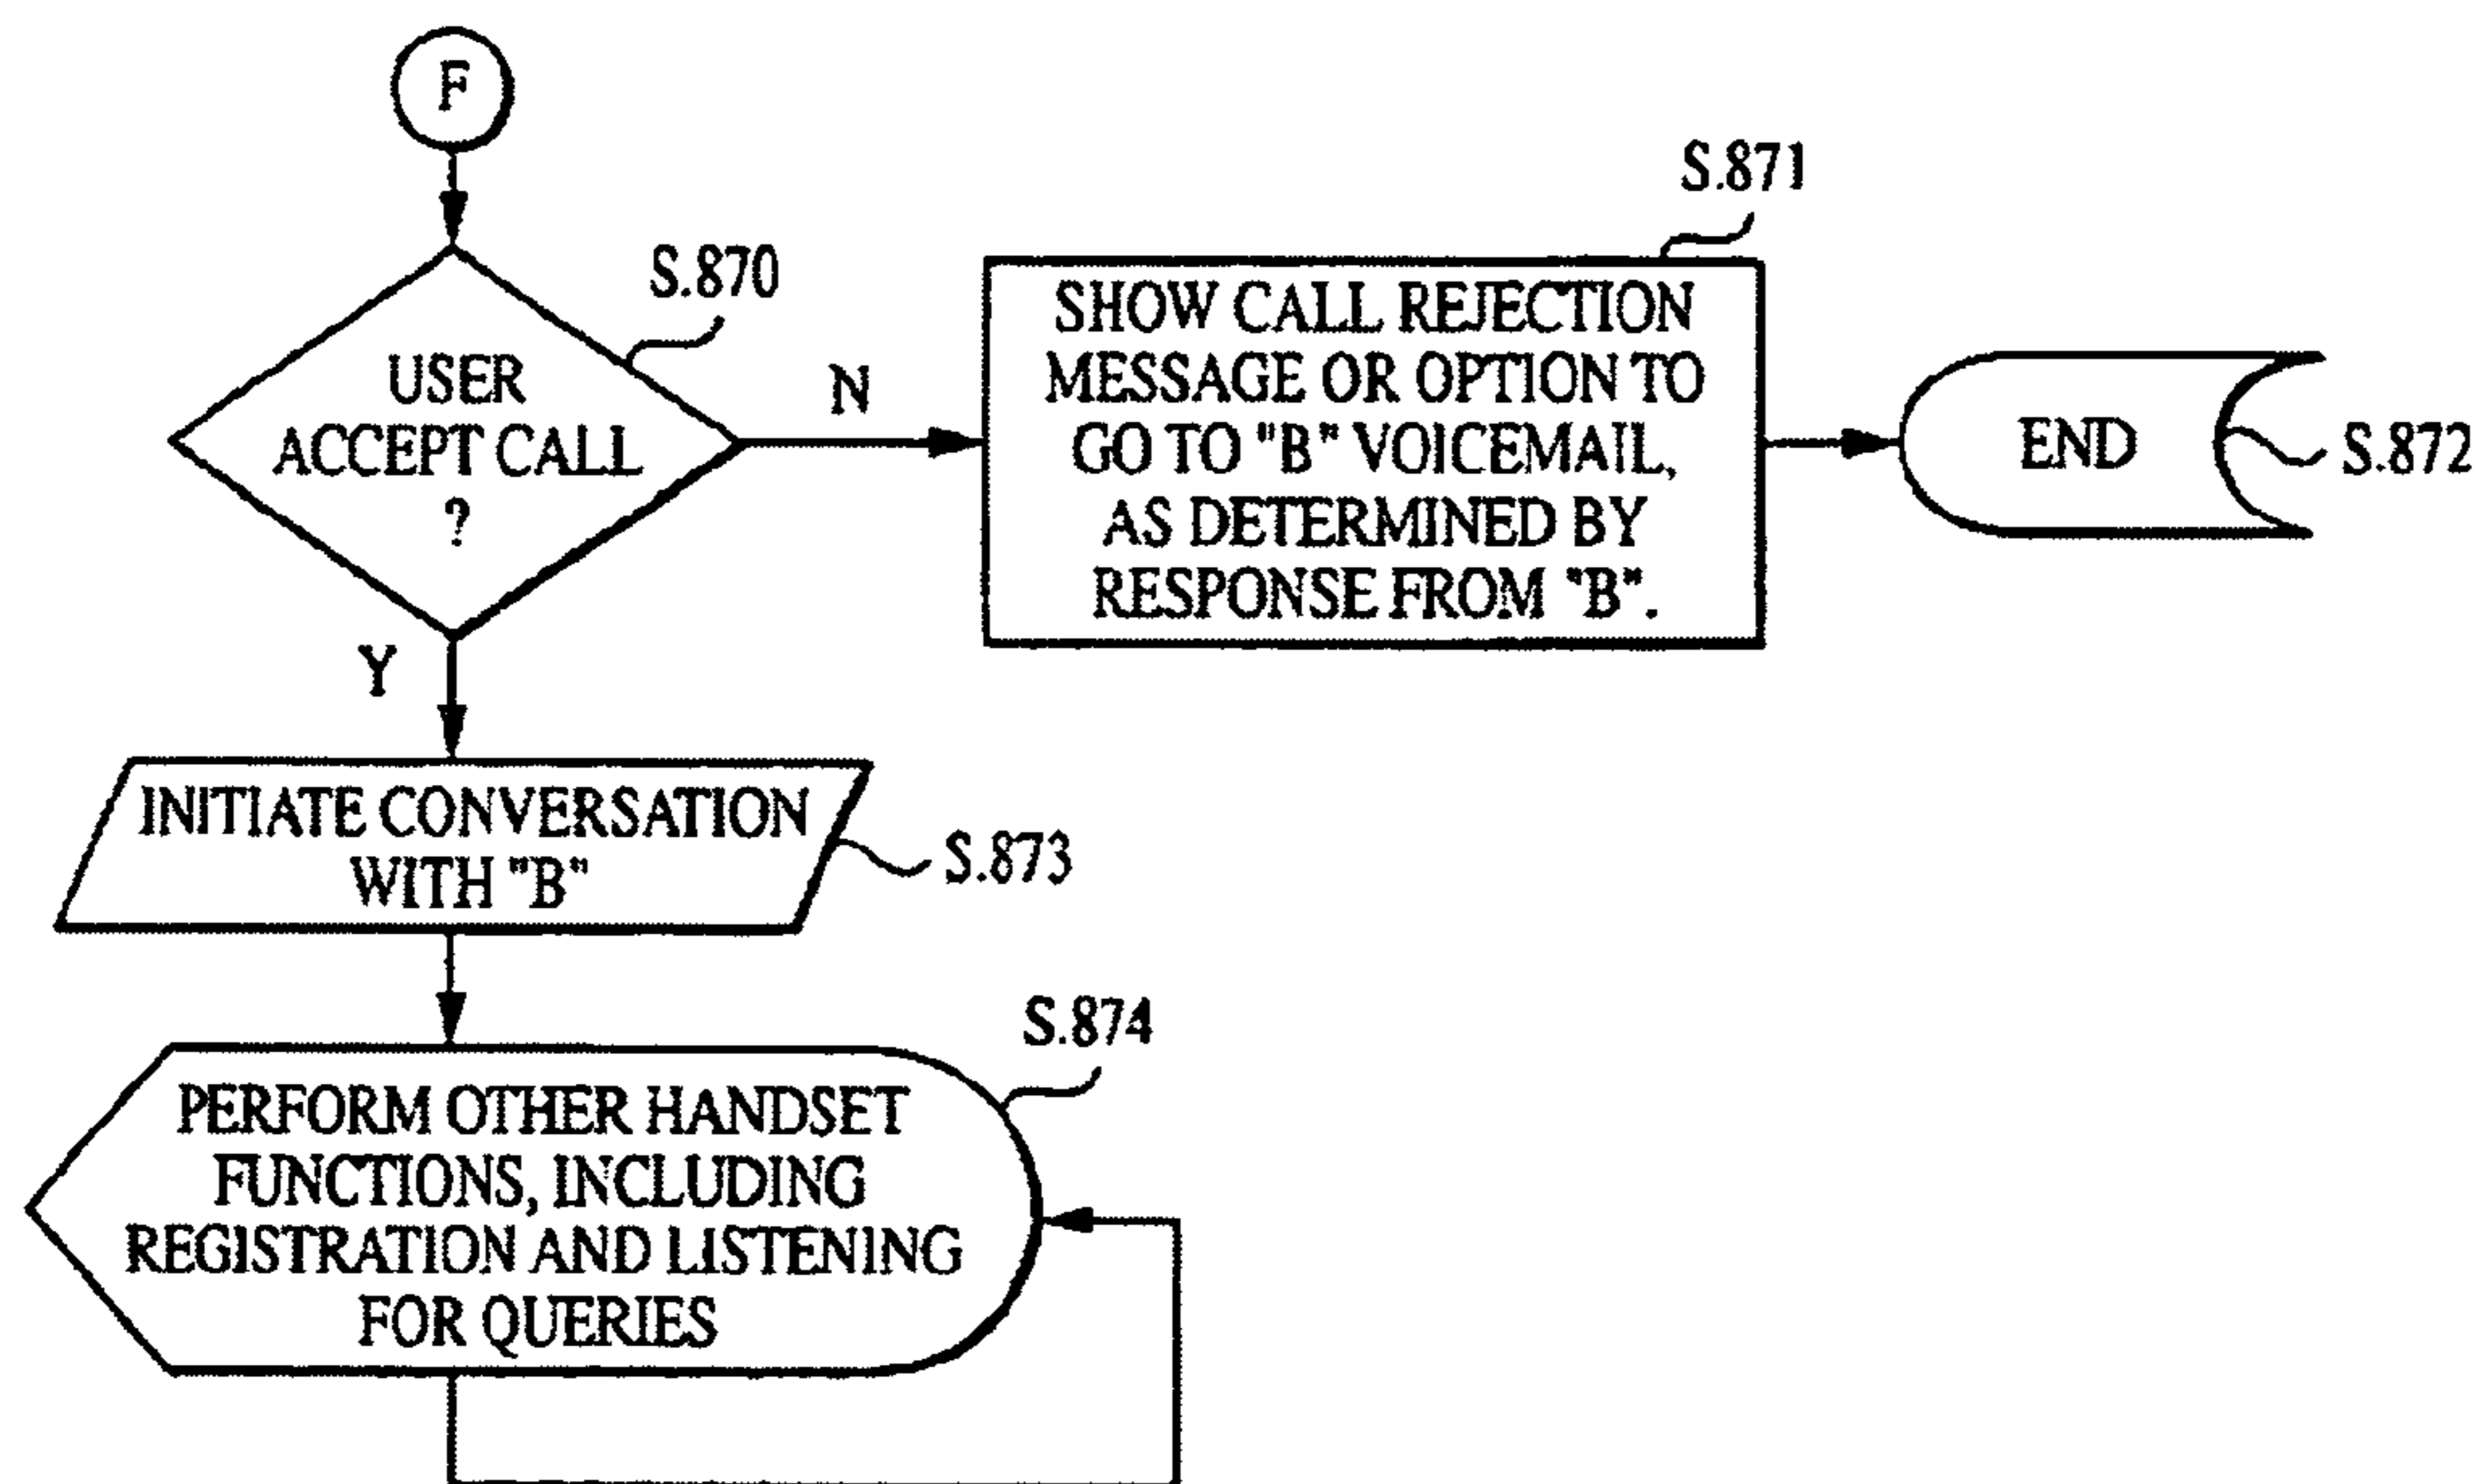 F
S.870
USER
ACCEPT CALL
?
N
Y
S.871
SHOW CALL REJECTION
MESSAGE OR OPTION TO
GO TO "B" VOICEMAIL,
AS DETERMINED BY
RESPONSE FROM "B".
END
S.872
INITIATE CONVERSATION
WITH "B"
S.873
S.874
PERFORM OTHER HANDSET
FUNCTIONS, INCLUDING
REGISTRATION AND LISTENING
FOR QUERIES